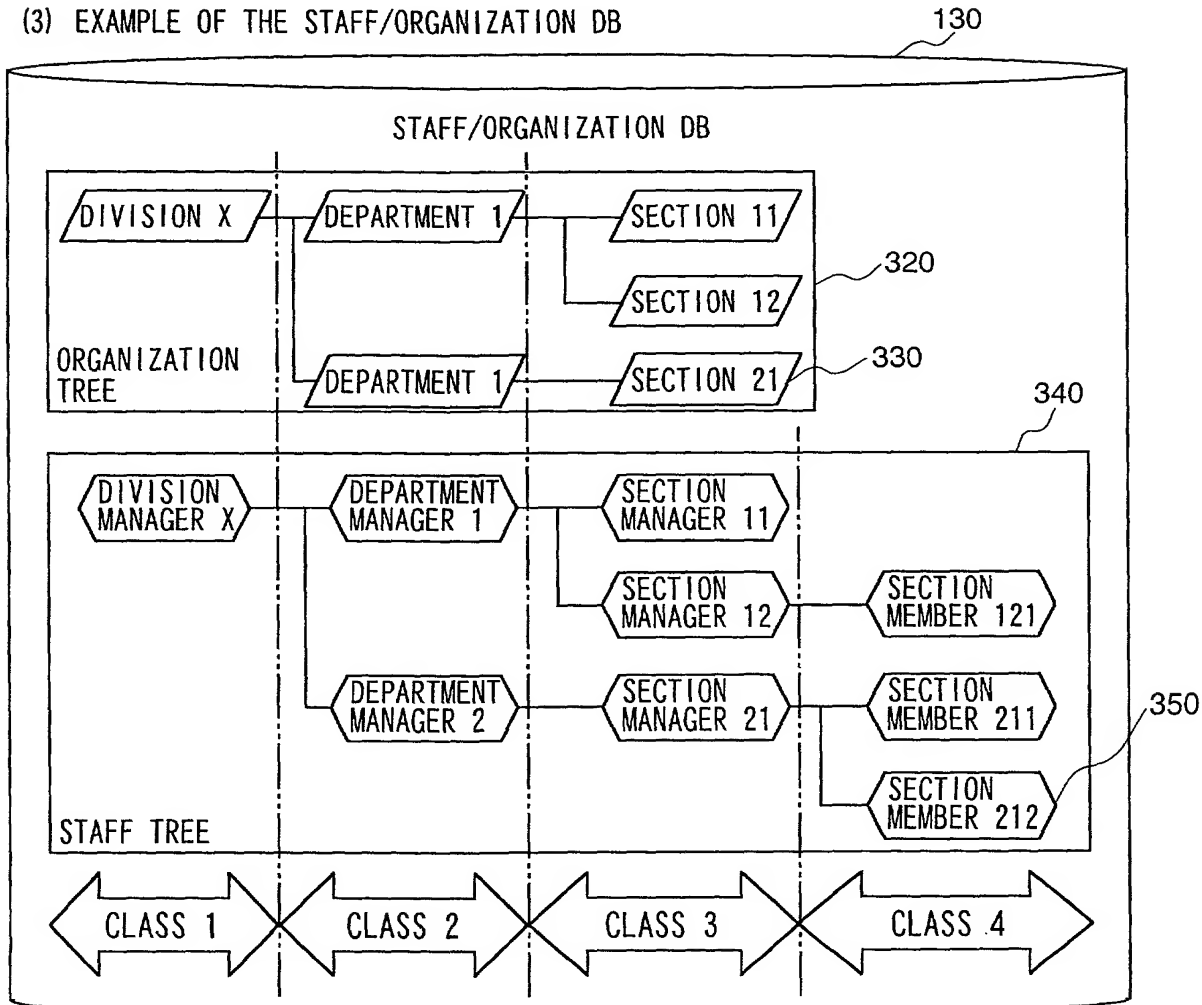 (3) EXAMPLE OF THE STAFF/ORGANIZATION DB
130
STAFF/ORGANIZATION DB
DIVISION X
DEPARTMENT 1
SECTION 11
SECTION 12
320
ORGANIZATION
TREE
DEPARTMENT 1
SECTION 21
330
340
DIVISION
MANAGER X
DEPARTMENT
MANAGER 1
SECTION
MANAGER 11
SECTION
MANAGER 12
SECTION
MEMBER 121
DEPARTMENT
MANAGER 2
SECTION
MANAGER 21
SECTION
MEMBER 211
350
SECTION
MEMBER 212
STAFF TREE
CLASS 1
CLASS 2
CLASS 3
CLASS 4